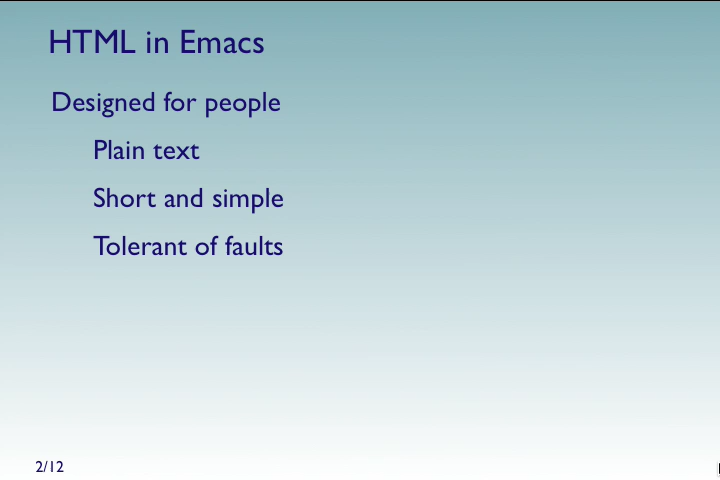 HTML in Emacs
Designed for people
Plain text
Short and simple
Tolerant of faults
2/12